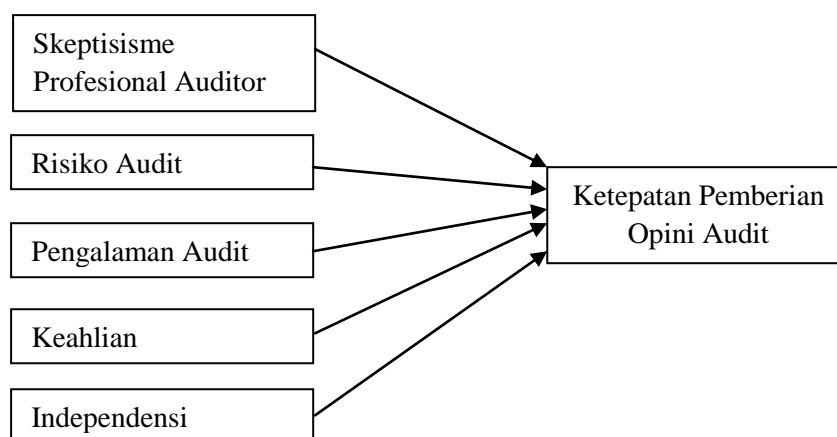 Skeptisisme
Profesional Auditor
Risiko Audit
Ketepatan Pemberian
Opini Audit
Pengalaman Audit
Keahlian
Independensi